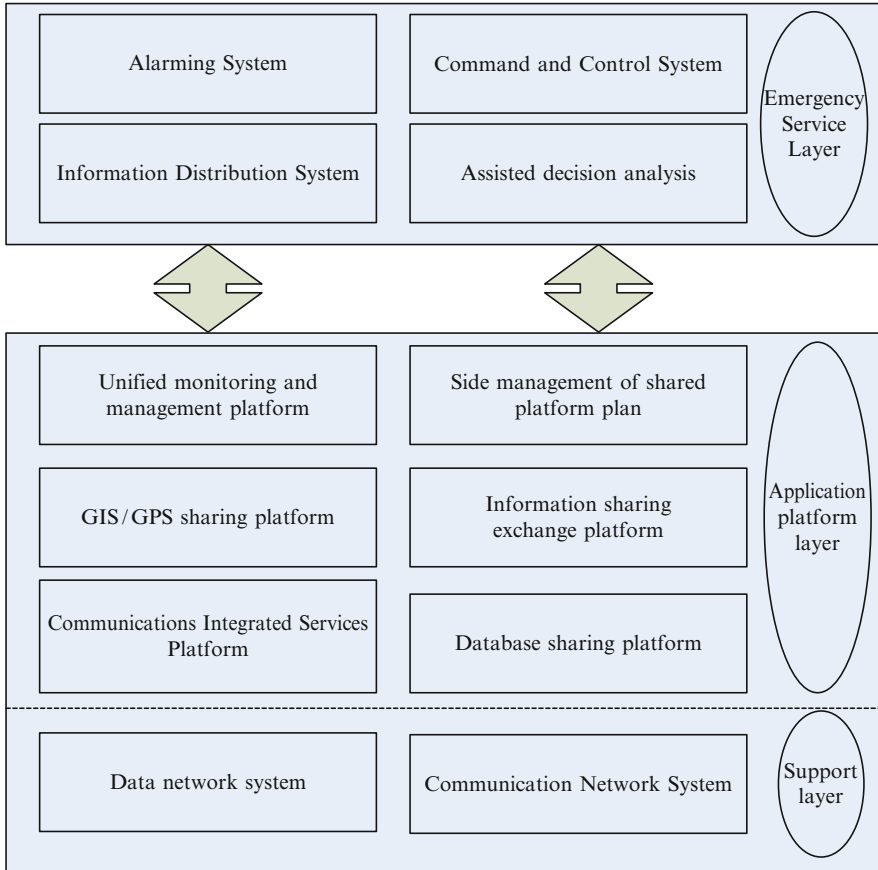 Alarming System
Command and Control System
Emergency
Service
Layer
Information Distribution System
Assisted decision analysis
Unified monitoring and
management platform
Side management of shared
platform plan
GIS/GPS sharing platform
Information sharing
exchange platform
Application
platform
layer
Communications Integrated Services
Platform
Database sharing platform
Data network system
Communication Network System
Support
layer